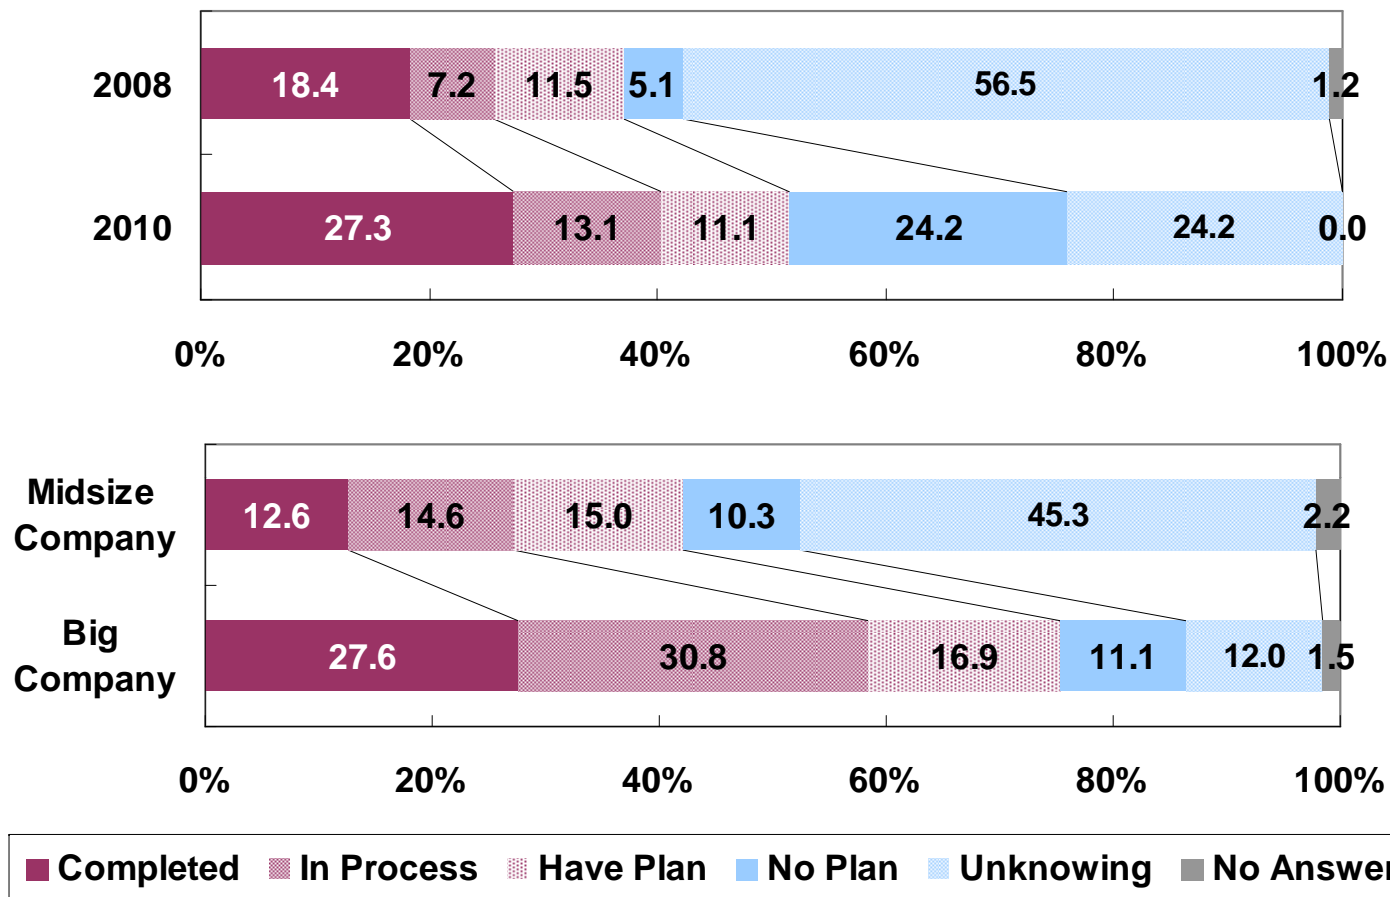 2008
18.4 7.2 11.5 5.1 56.5 1.2
2010
27.3 13.1 11.1 24.2 24.2 0.0
0% 20% 40% 60% 80% 100%
Midsize
Company
12.6 14.6 15.0 10.3 45.3 2.2
Big
Company
27.6 30.8 16.9 11.1 12.0 1.5
0% 20% 40% 60% 80% 100%
Completed In Process Have Plan No Plan Unknowing No Answer